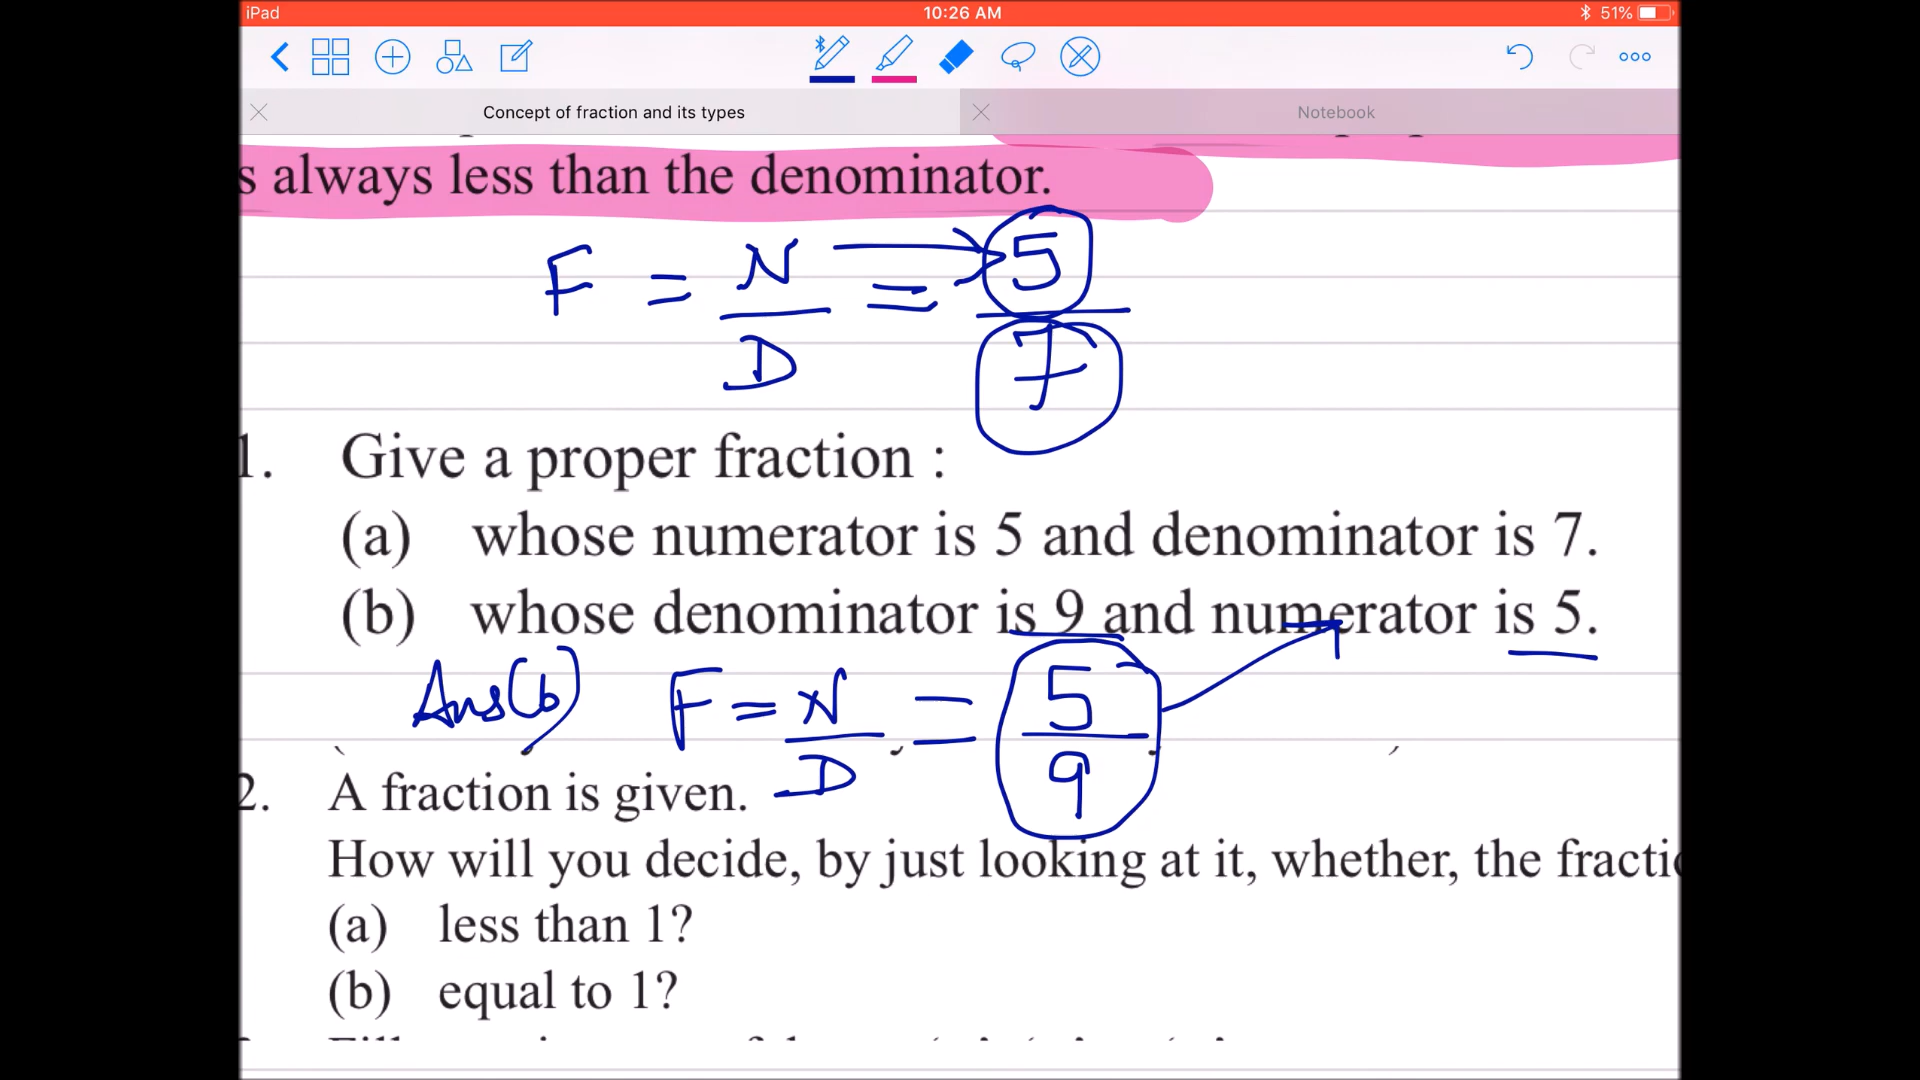 iPad 10:26 AM 51%
Concept of fraction and its types Notebook
s always less than the denominator.
F = N/D = 5/7
1. Give a proper fraction :
(a) whose numerator is 5 and denominator is 7.
(b) whose denominator is 9 and numerator is 5.
Ans(b) F = N/D = 5/9
2. A fraction is given.
How will you decide, by just looking at it, whether, the fractio
(a) less than 1?
(b) equal to 1?